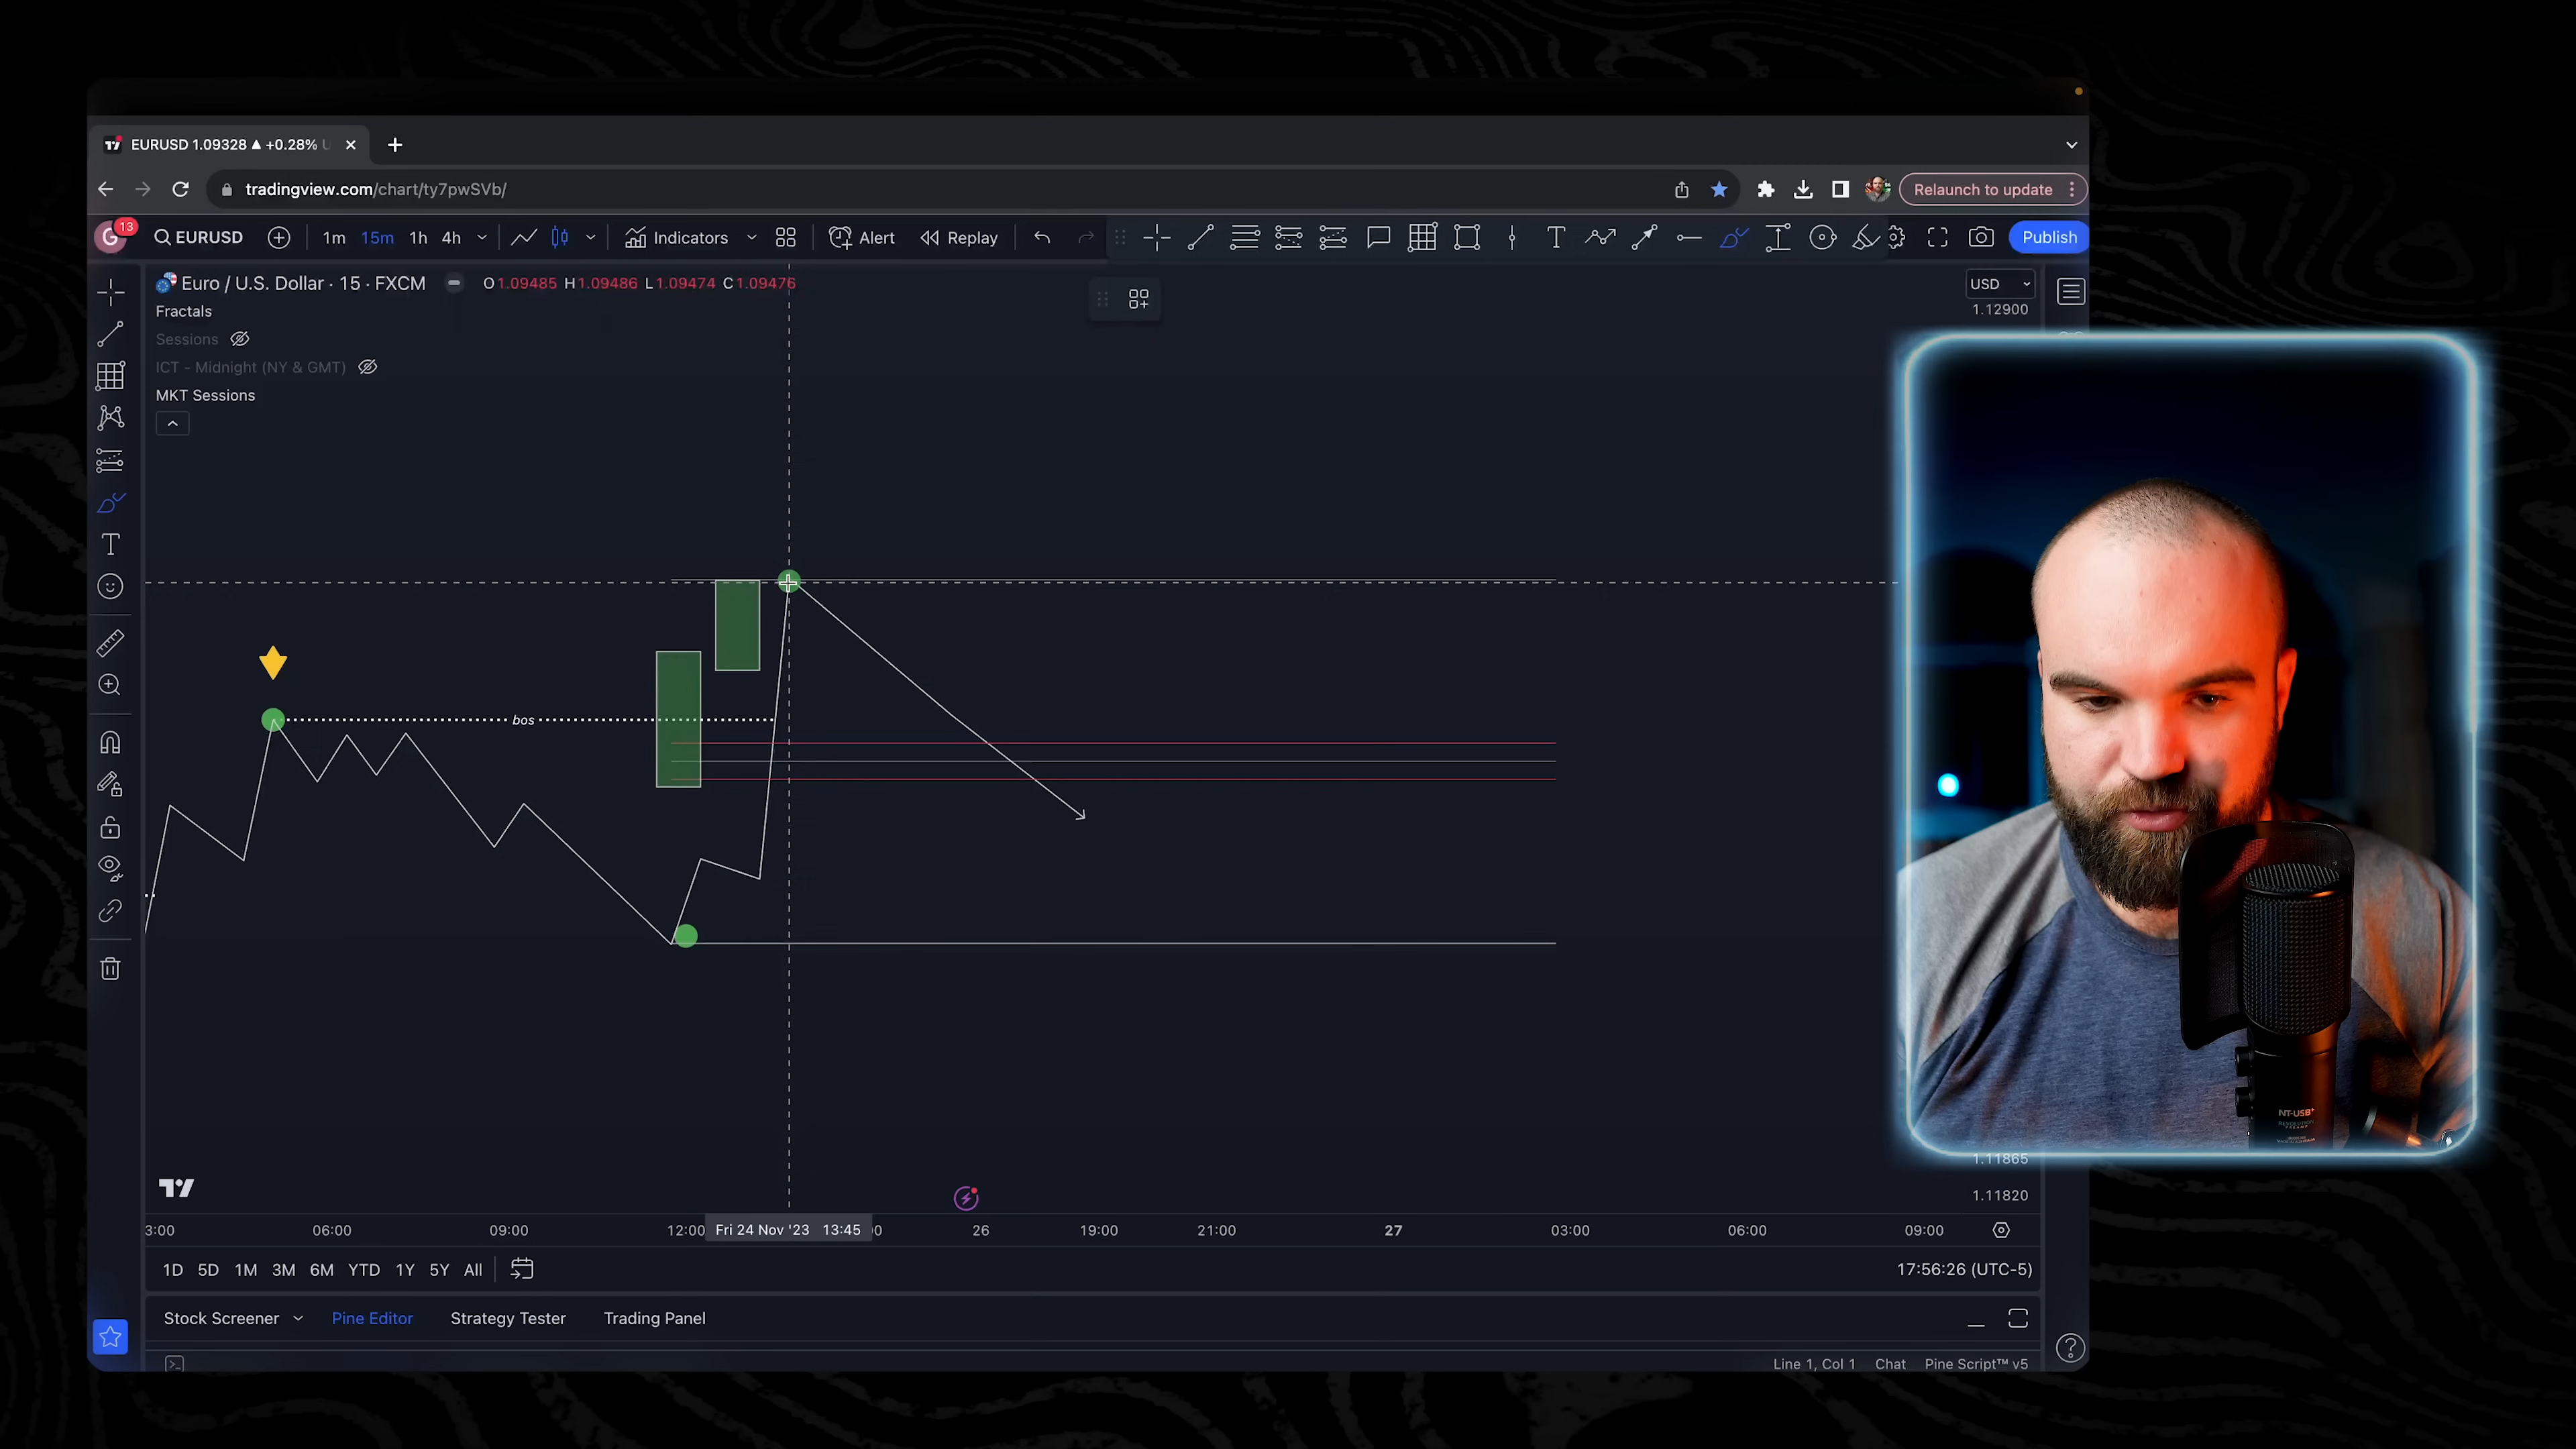 EURUSD 1.09328 ▲ +0.28% U
tradingview.com/chart/ty7pwSVb/
Relaunch to update
G 13 EURUSD 1m 15m 1h 4h Indicators Alert Replay Publish
Euro / U.S. Dollar · 15 · FXCM O1.09485 H1.09486 L1.09474 C1.09476
USD
1.12900
Fractals
Sessions
ICT - Midnight (NY & GMT)
MKT Sessions
bos
NT-USB+
1.11865
1.11820
3:00 06:00 09:00 12:00 Fri 24 Nov '23 13:45 0 26 19:00 21:00 27 03:00 06:00 09:00
1D 5D 1M 3M 6M YTD 1Y 5Y All 17:56:26 (UTC-5)
Stock Screener Pine Editor Strategy Tester Trading Panel
Line 1, Col 1 Chat Pine Script™ v5